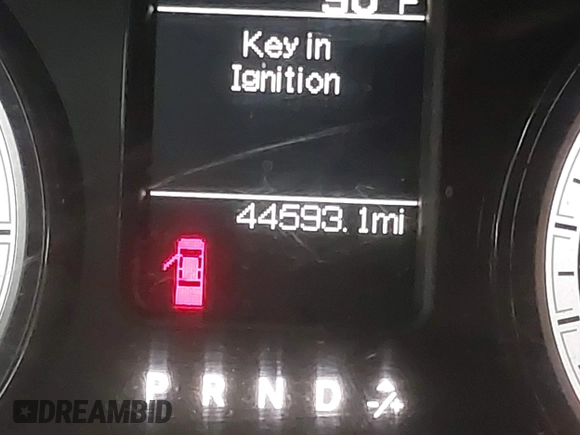 Key in
Ignition
44593.1mi
P R N D
DREAMBID